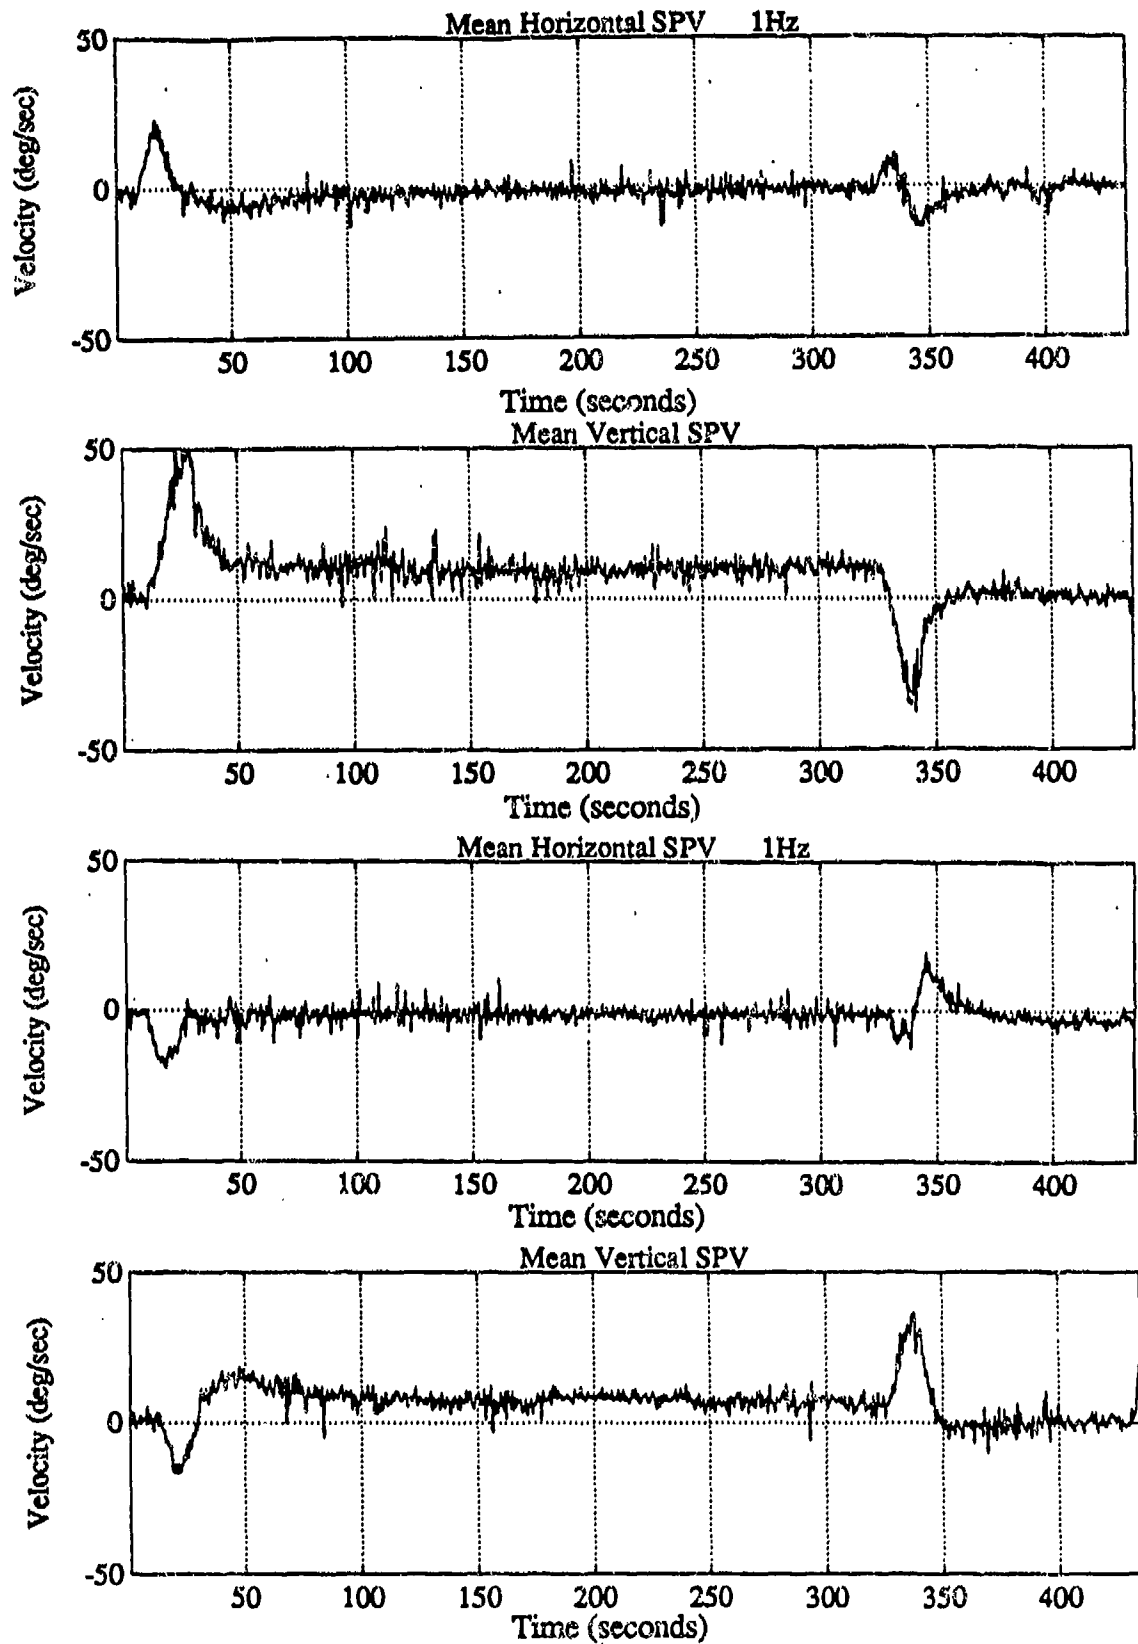 Mean Horizontal SPV 1Hz
50
0
-50
Velocity (deg/sec)
50 100 150 200 250 300 350 400
Time (seconds)
Mean Vertical SPV
50
0
-50
Velocity (deg/sec)
50 100 150 200 250 300 350 400
Time (seconds)
Mean Horizontal SPV 1Hz
50
0
-50
Velocity (deg/sec)
50 100 150 200 250 300 350 400
Time (seconds)
Mean Vertical SPV
50
0
-50
Velocity (deg/sec)
50 100 150 200 250 300 350 400
Time (seconds)